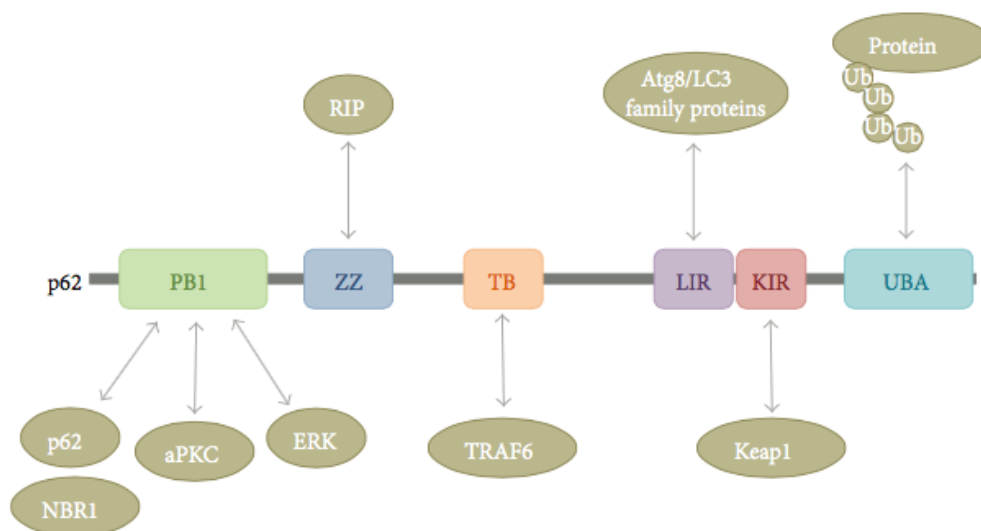 Protein
Ub
Ub
Ub
Ub
RIP
Atg8/LC3
family proteins
p62
PB1
ZZ
TB
LIR
KIR
UBA
p62
aPKC
ERK
TRAF6
Keap1
NBR1